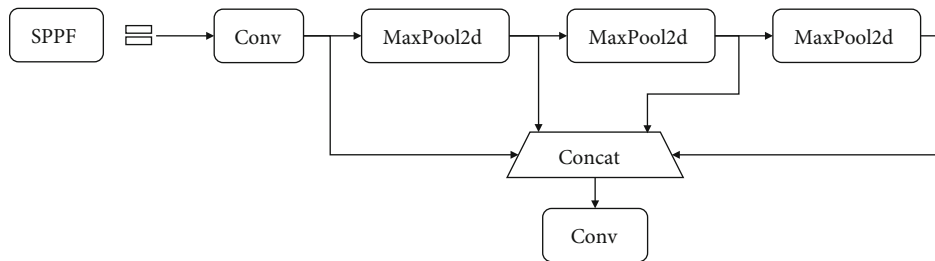 SPPF
Conv
MaxPool2d
MaxPool2d
MaxPool2d
Concat
Conv